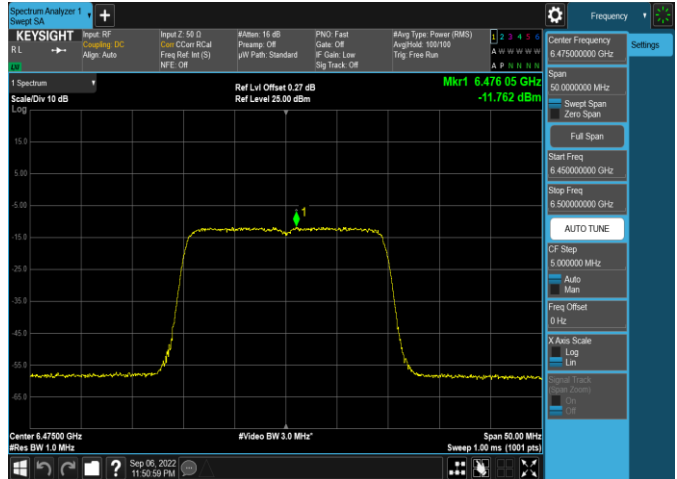 Spectrum Analyzer 1
Swept SA
Frequency
KEYSIGHT
R L
Input: RF
Coupling: DC
Align: Auto
Input Z: 50 Ω
Corr CCorr RCal
Freq Ref: Int (S)
NFE: Off
#Atten: 16 dB
Preamp: Off
µW Path: Standard
PNO: Fast
Gate: Off
IF Gain: Low
Sig Track: Off
#Avg Type: Power (RMS)
Avg|Hold: 100/100
Trig: Free Run
1 2 3 4 5 6
A W W W W W
A P N N N N
1 Spectrum
Scale/Div 10 dB
Log
Ref Lvl Offset 0.27 dB
Ref Level 25.00 dBm
Mkr1 6.476 05 GHz
-11.762 dBm
15.0
5.00
-5.00
-15.0
-25.0
-35.0
-45.0
-55.0
-65.0
1
Center 6.47500 GHz
#Res BW 1.0 MHz
#Video BW 3.0 MHz*
Span 50.00 MHz
Sweep 1.00 ms (1001 pts)
Sep 06, 2022
11:50:59 PM
Center Frequency
6.475000000 GHz
Settings
Span
50.0000000 MHz
Swept Span
Zero Span
Full Span
Start Freq
6.450000000 GHz
Stop Freq
6.500000000 GHz
AUTO TUNE
CF Step
5.000000 MHz
Auto
Man
Freq Offset
0 Hz
X Axis Scale
Log
Lin
Signal Track
(Span Zoom)
On
Off